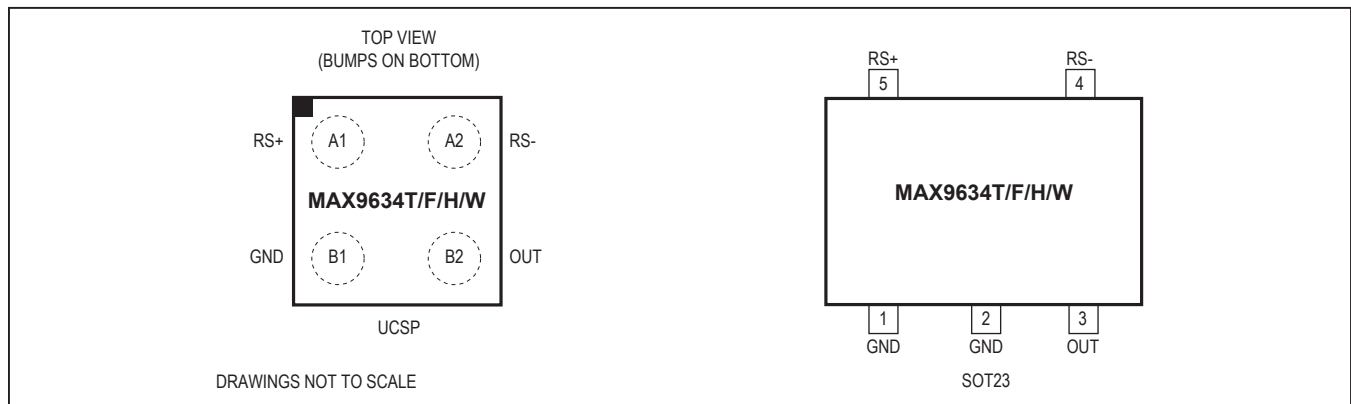 TOP VIEW
(BUMPS ON BOTTOM)
RS+
A1
A2
RS-
MAX9634T/F/H/W
GND
B1
B2
OUT
UCSP
DRAWINGS NOT TO SCALE
RS+
RS-
5
4
MAX9634T/F/H/W
1
2
3
GND
GND
OUT
SOT23